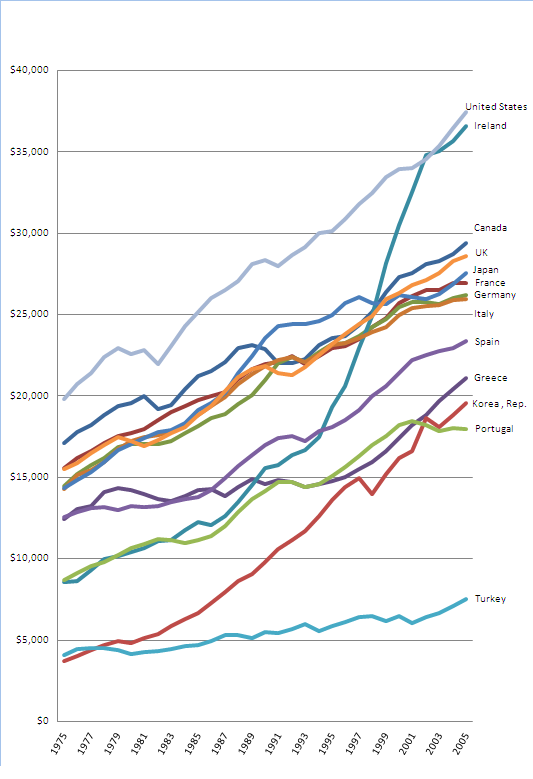 $40,000
United States
Ireland
$35,000
$30,000
Canada
UK
Japan
France
Germany
$25,000
Italy
Spain
$20,000
Greece
Korea , Rep.
Portugal
$15,000
$10,000
Turkey
$5,000
$0
1975 1977 1979 1981 1983 1985 1987 1989 1991 1993 1995 1997 1999 2001 2003 2005